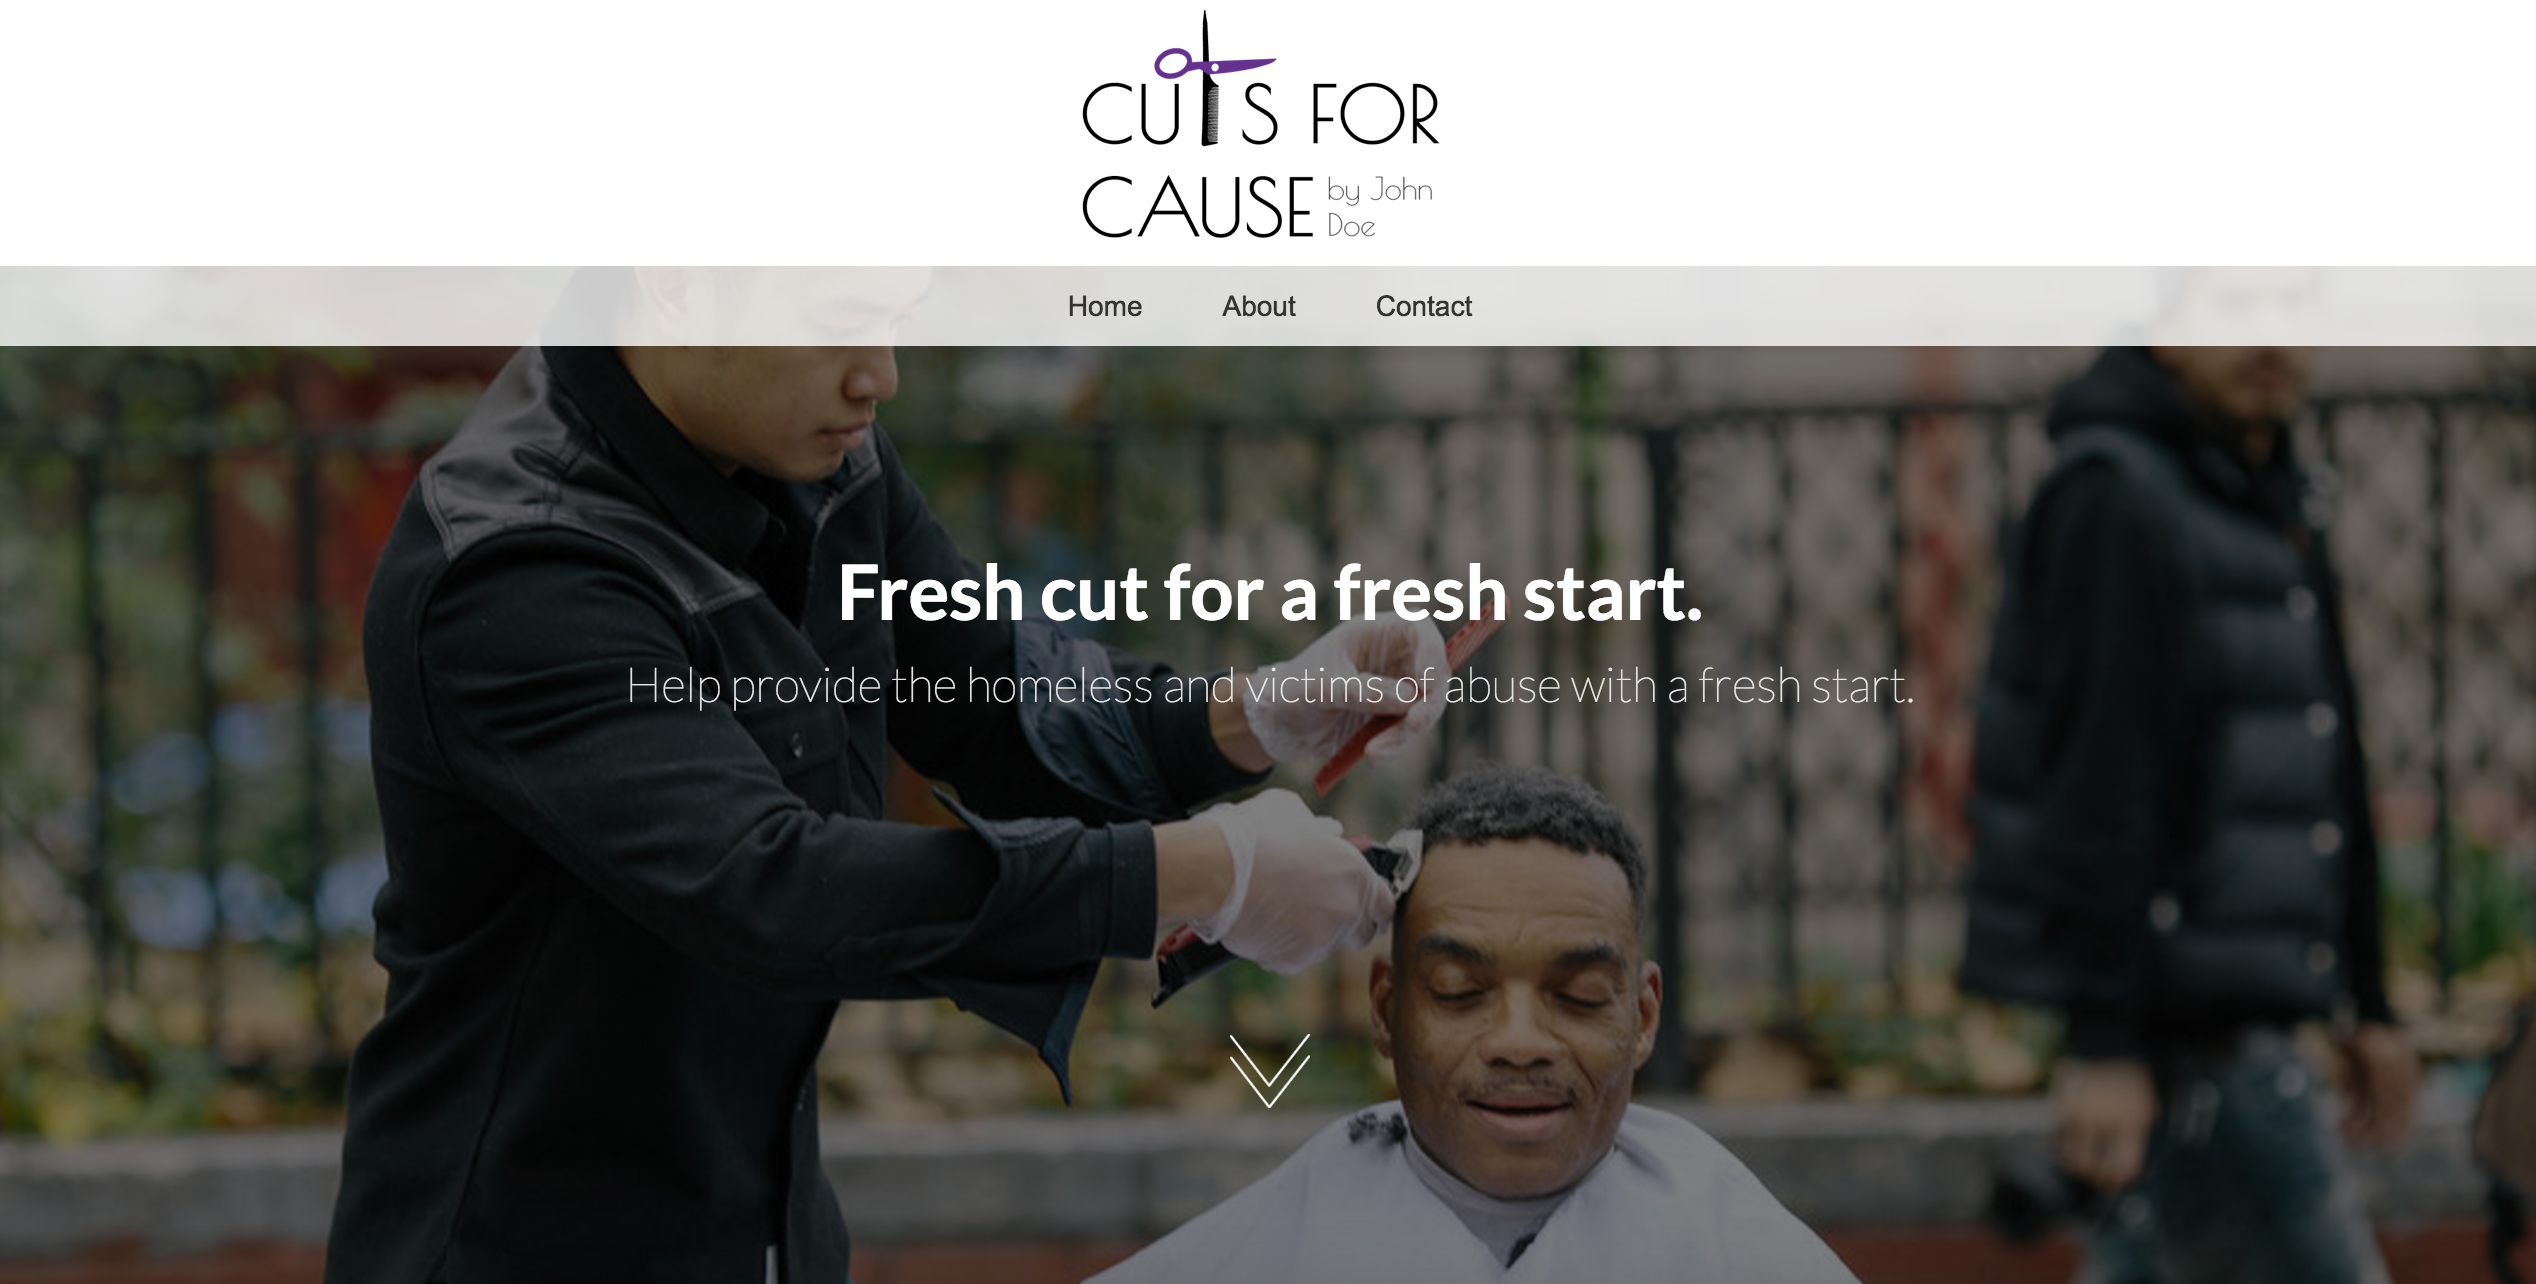 CUTS FOR
CAUSE by John
Doe
Home About Contact
Fresh cut for a fresh start.
Help provide the homeless and victims of abuse with a fresh start.